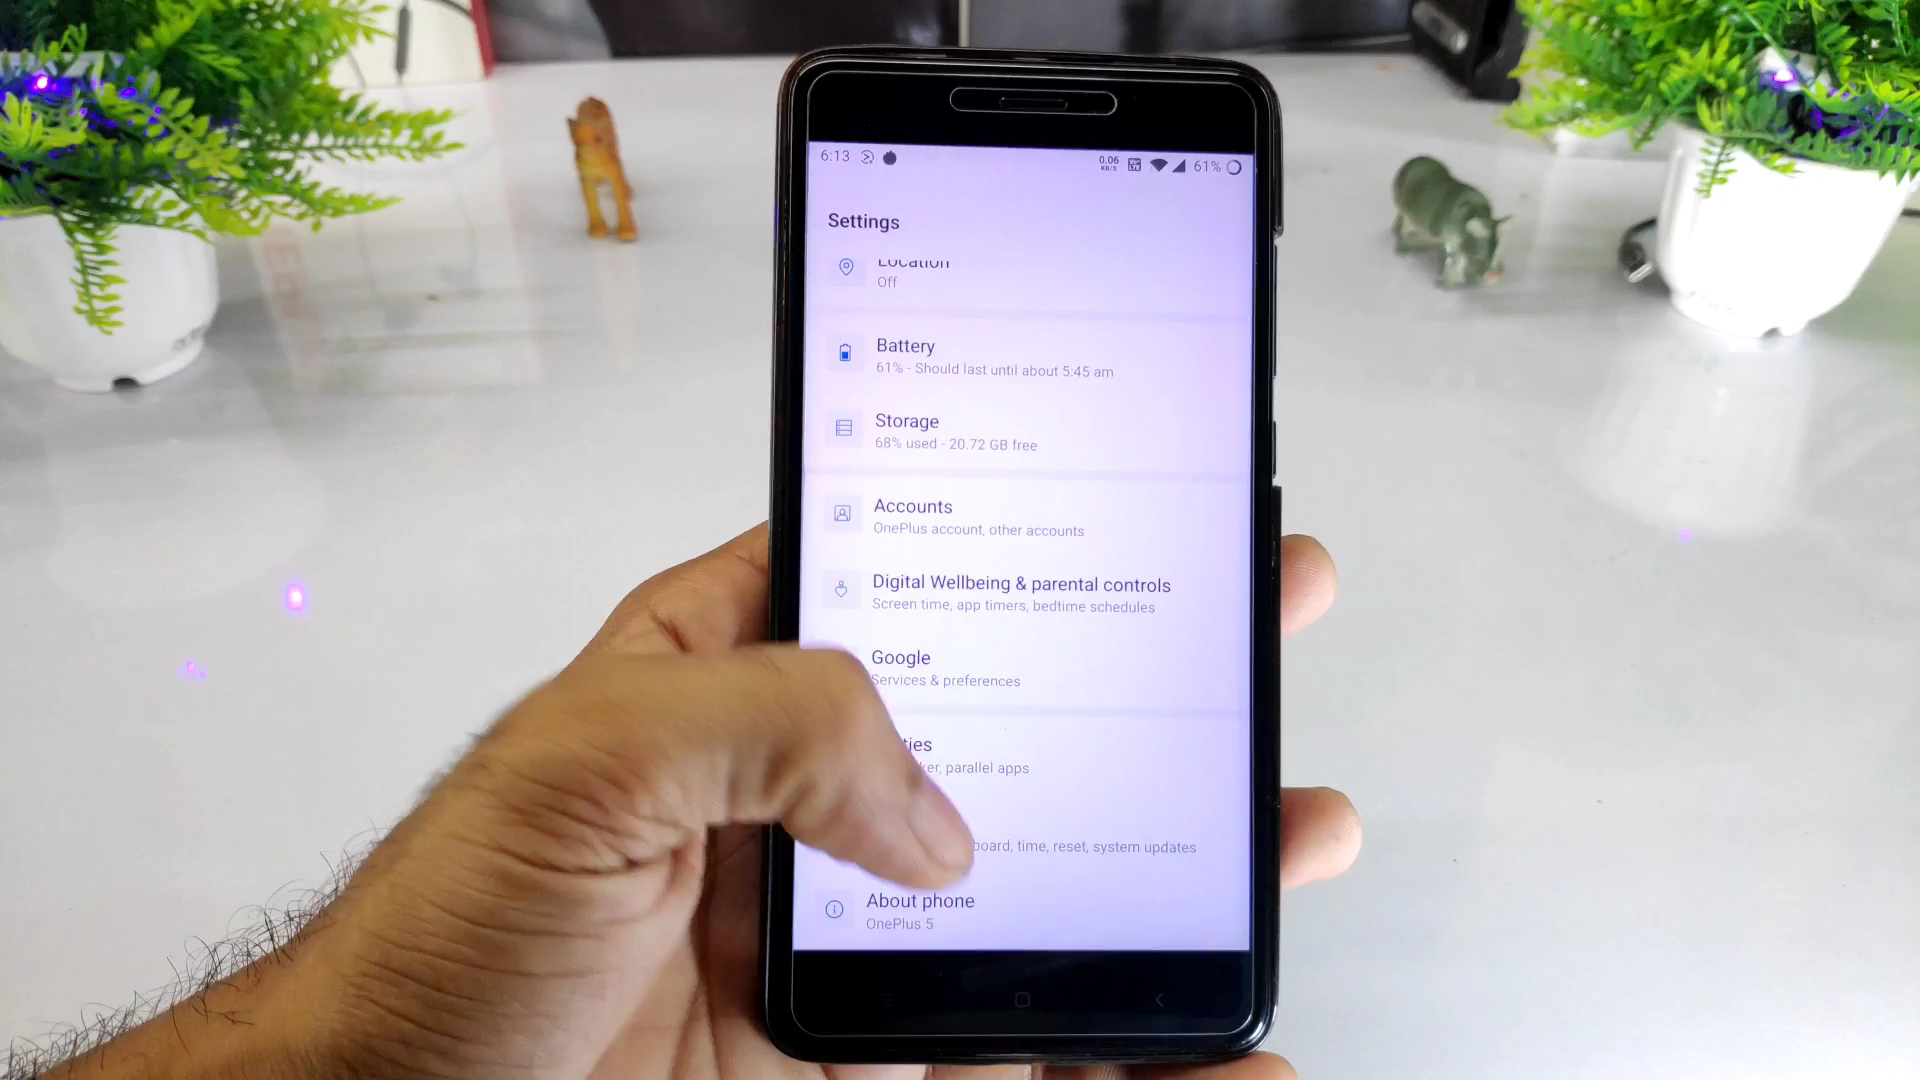 6:13 0.06 KB/S 61%
Settings
Location
Off
Battery
61% - Should last until about 5:45 am
Storage
68% used - 20.72 GB free
Accounts
OnePlus account, other accounts
Digital Wellbeing & parental controls
Screen time, app timers, bedtime schedules
Google
Services & preferences
parallel apps
time, reset, system updates
About phone
OnePlus 5